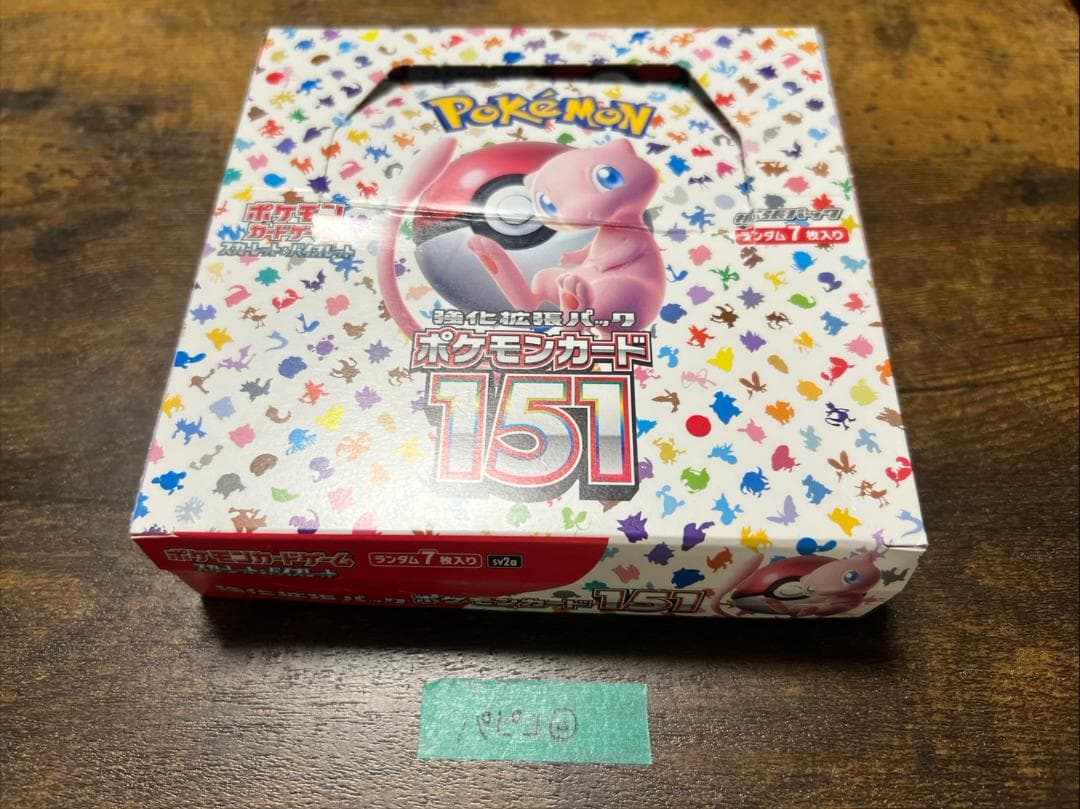 POKÉMON
ポケモン
カードゲーム
スカーレット&バイオレット
拡張パック
ランダム7枚入り
強化拡張パック
ポケモンカード
151
ポケモンカードゲーム
スカーレット&バイオレット
ランダム7枚入り
sv2a
強化拡張パック ポケモンカード151